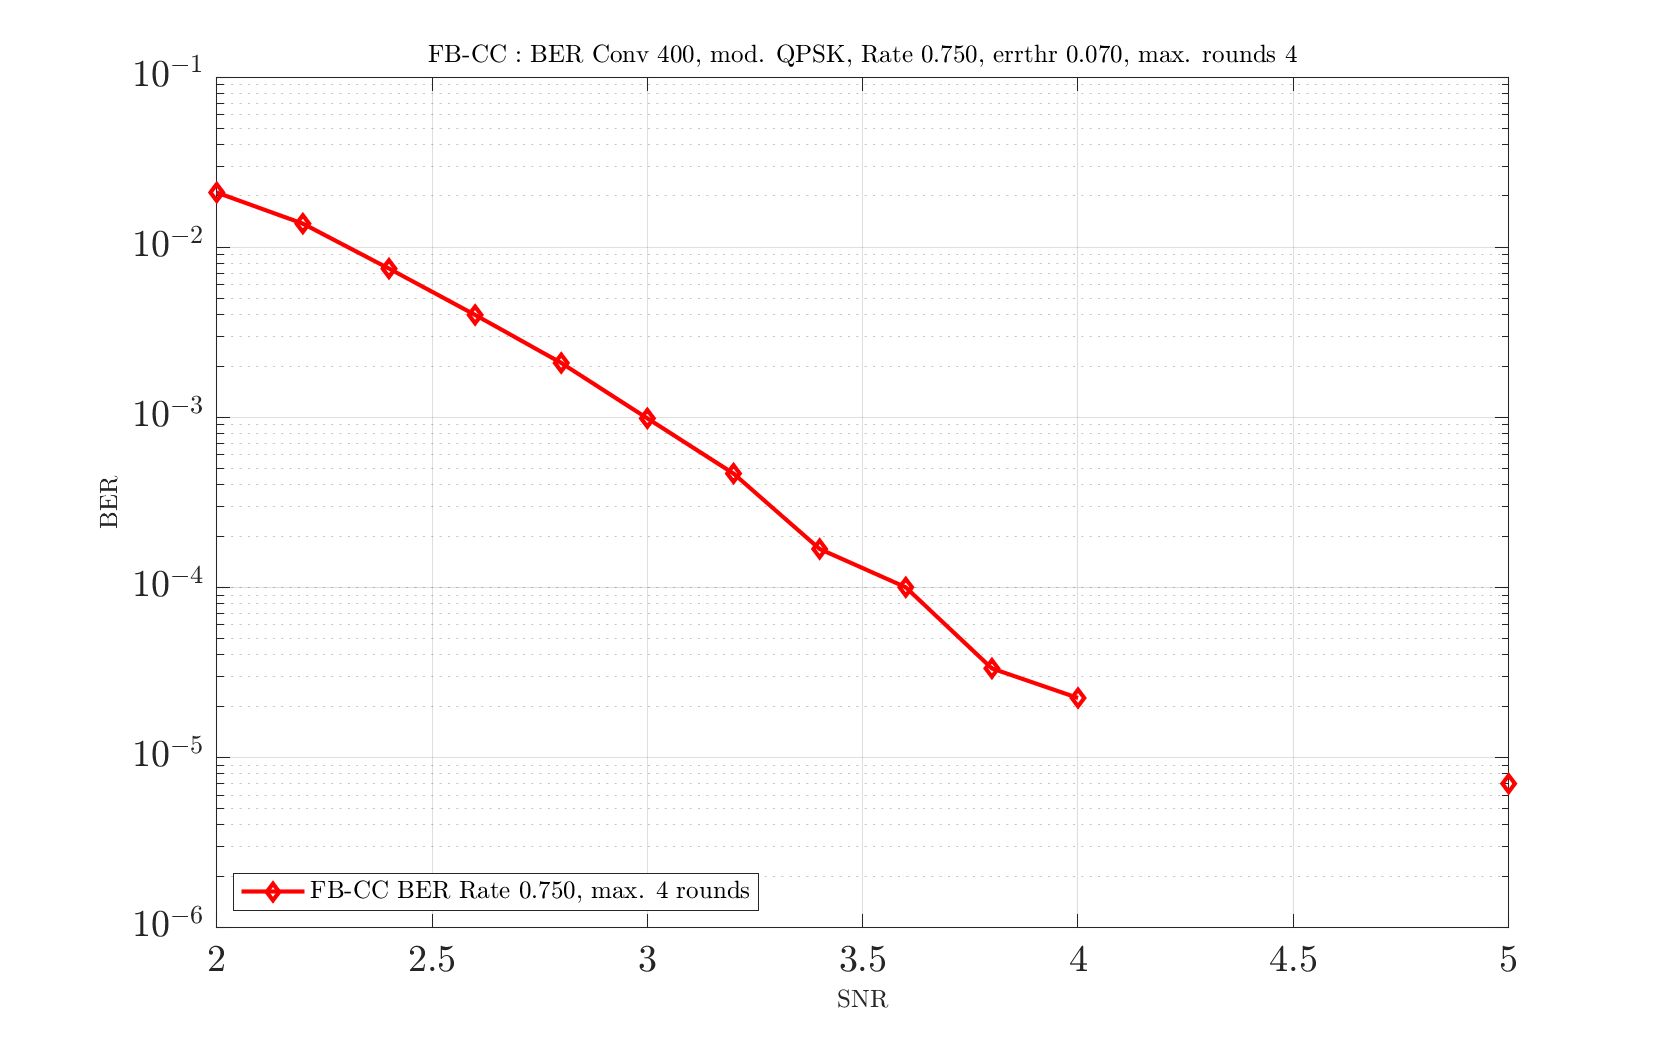 FB-CC : BER Conv 400, mod. QPSK, Rate 0.750, errthr 0.070, max. rounds 4
10^{-1}
10^{-2}
10^{-3}
10^{-4}
10^{-5}
10^{-6}
BER
FB-CC BER Rate 0.750, max. 4 rounds
2 2.5 3 3.5 4 4.5 5
SNR